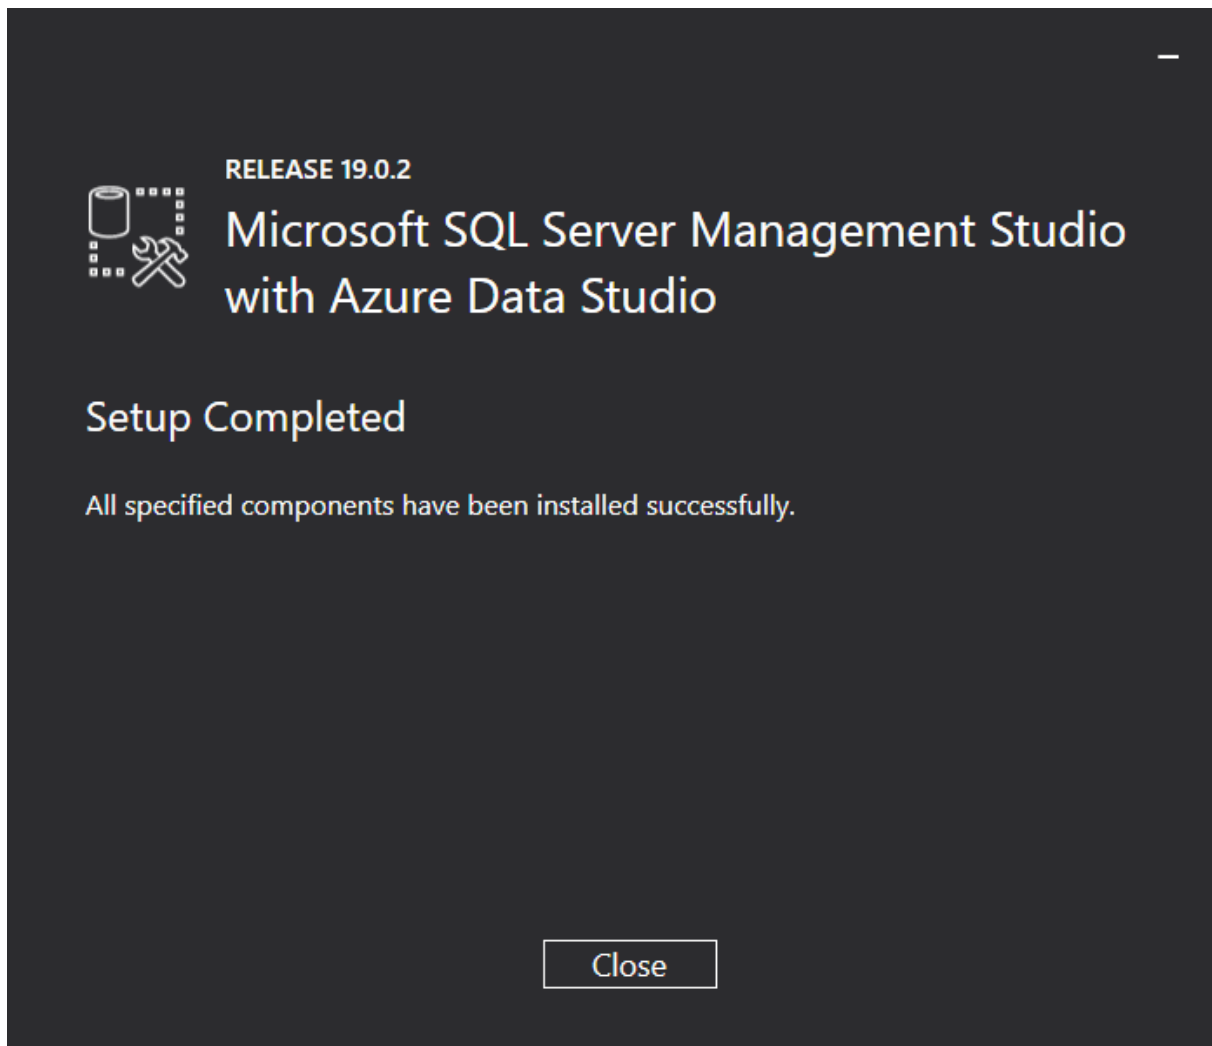 RELEASE 19.0.2
Microsoft SQL Server Management Studio
with Azure Data Studio
Setup Completed
All specified components have been installed successfully.
Close